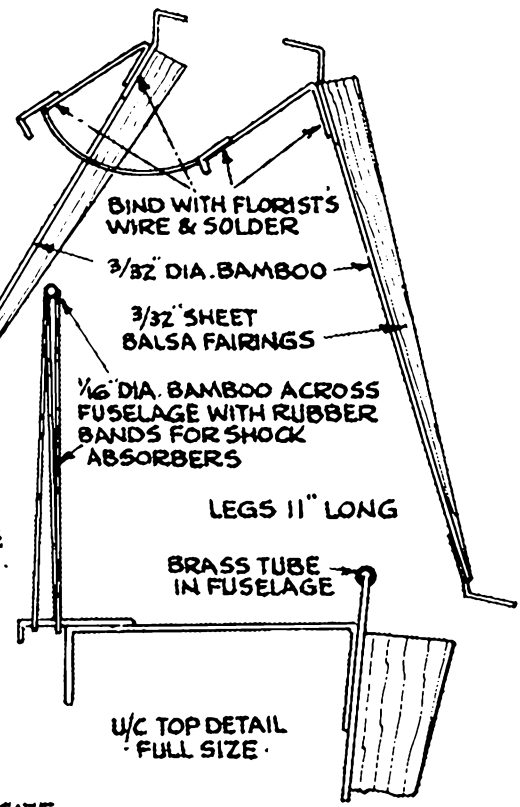 BIND WITH FLORIST'S
WIRE & SOLDER
3/32" DIA. BAMBOO
3/32" SHEET
BALSA FAIRINGS
1/16" DIA. BAMBOO ACROSS
FUSELAGE WITH RUBBER
BANDS FOR SHOCK
ABSORBERS
LEGS 11" LONG
BRASS TUBE
IN FUSELAGE
U/C TOP DETAIL
· FULL SIZE ·